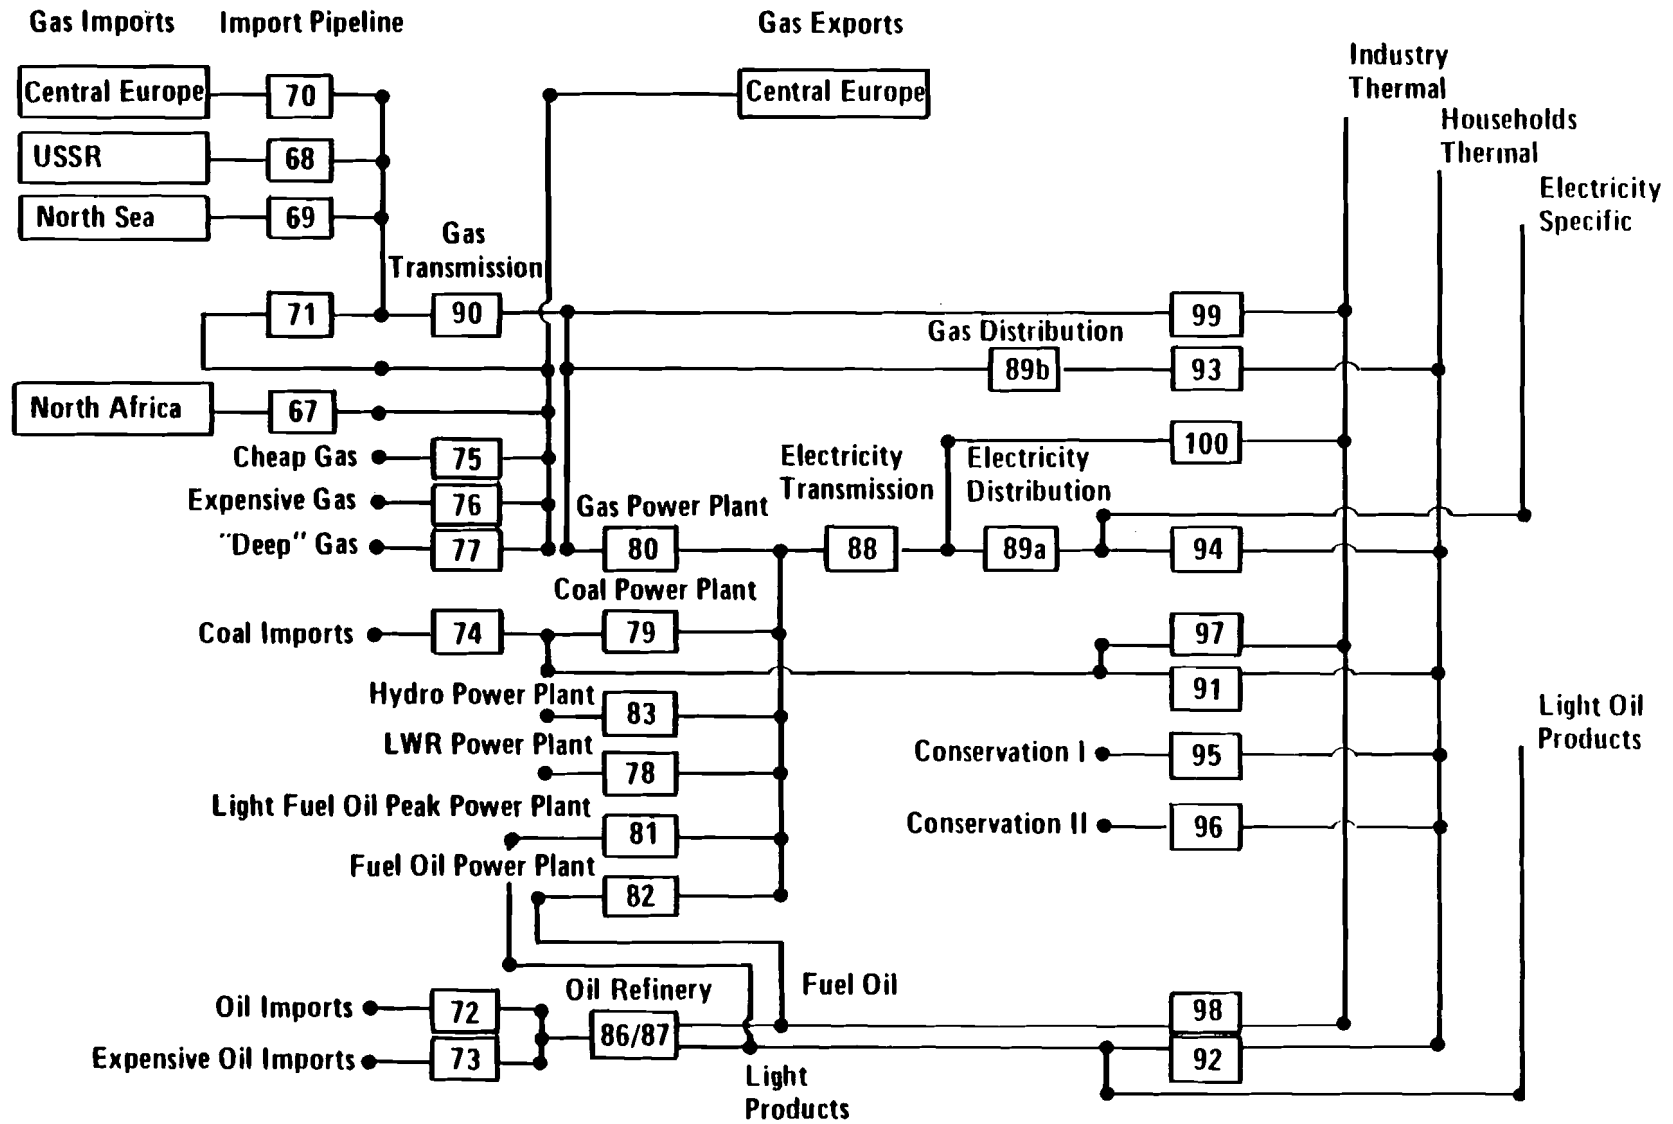 Gas Imports
Import Pipeline
Gas Exports
Industry
Thermal
Central Europe
70
Central Europe
Households
Thermal
USSR
68
Electricity
Specific
North Sea
69
Gas
Transmission
71
90
99
Gas Distribution
89b
93
North Africa
67
100
Cheap Gas
75
Electricity
Transmission
Electricity
Distribution
Expensive Gas
76
Gas Power Plant
"Deep" Gas
77
80
88
89a
94
Coal Power Plant
Coal Imports
74
79
97
91
Hydro Power Plant
83
Light Oil
Products
LWR Power Plant
78
Conservation I
95
Light Fuel Oil Peak Power Plant
81
Conservation II
96
Fuel Oil Power Plant
82
Fuel Oil
Oil Refinery
Oil Imports
72
86/87
98
Expensive Oil Imports
73
92
Light
Products